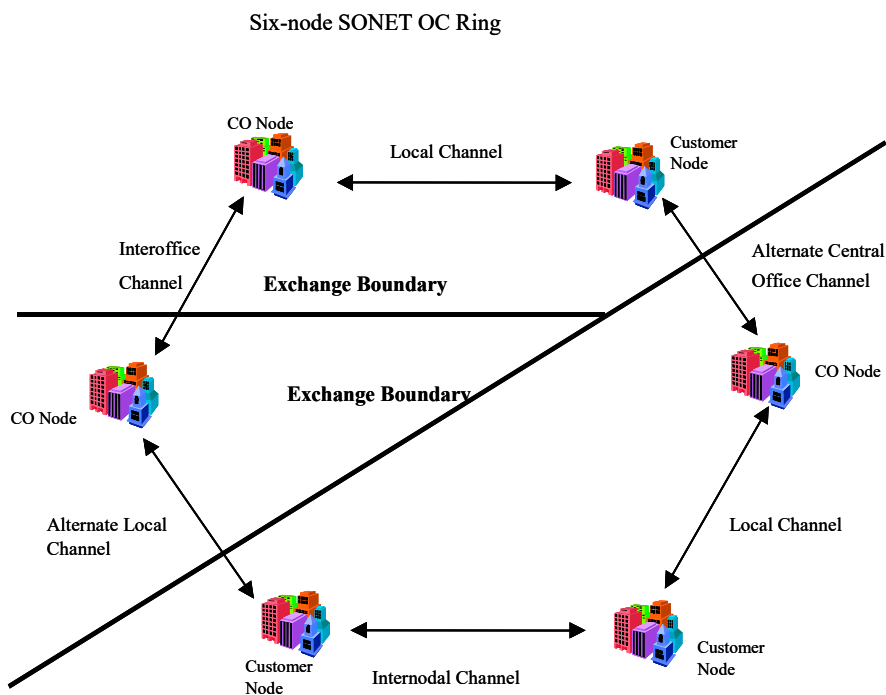 Six-node SONET OC Ring
CO Node
Local Channel
Customer
Node
Interoffice
Channel
Exchange Boundary
Alternate Central
Office Channel
Exchange Boundary
CO Node
CO Node
Alternate Local
Channel
Local Channel
Customer
Node
Internodal Channel
Customer
Node